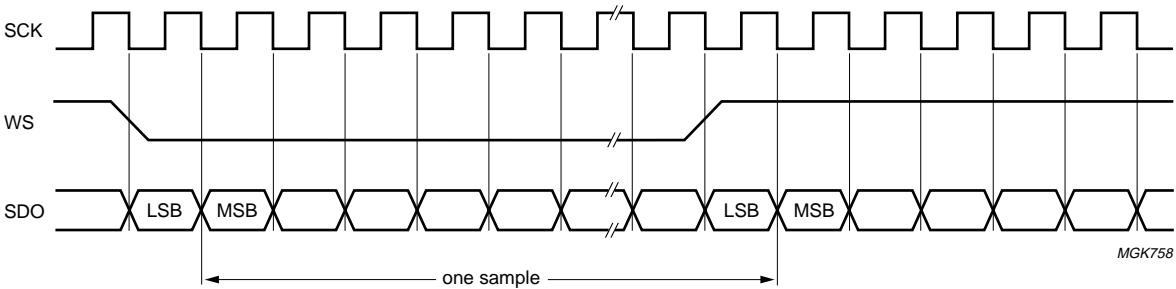 SCK
WS
SDO
LSB
MSB
LSB
MSB
MGK758
one sample